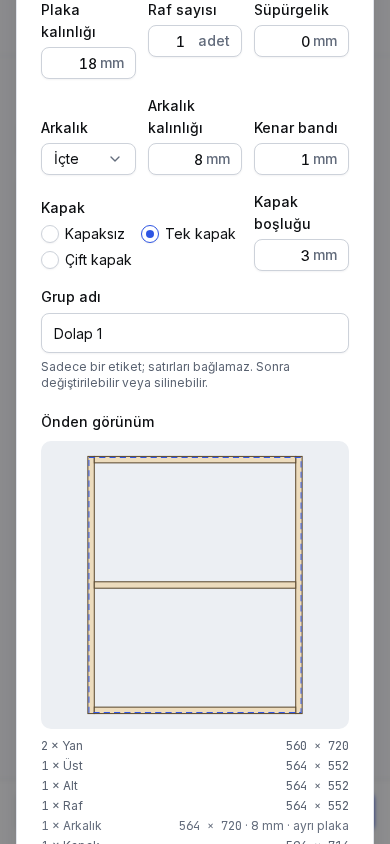 Plaka kalınlığı
Raf sayısı
Süpürgelik
18 mm
1 adet
0 mm
Arkalık
Arkalık kalınlığı
Kenar bandı
İçte
8 mm
1 mm
Kapak
Kapak boşluğu
Kapaksız
Tek kapak
Çift kapak
3 mm
Grup adı
Dolap 1
Sadece bir etiket; satırları bağlamaz. Sonra
değiştirilebilir veya silinebilir.
Önden görünüm
2 × Yan 560 × 720
1 × Üst 564 × 552
1 × Alt 564 × 552
1 × Raf 564 × 552
1 × Arkalık 564 × 720 · 8 mm · ayrı plaka